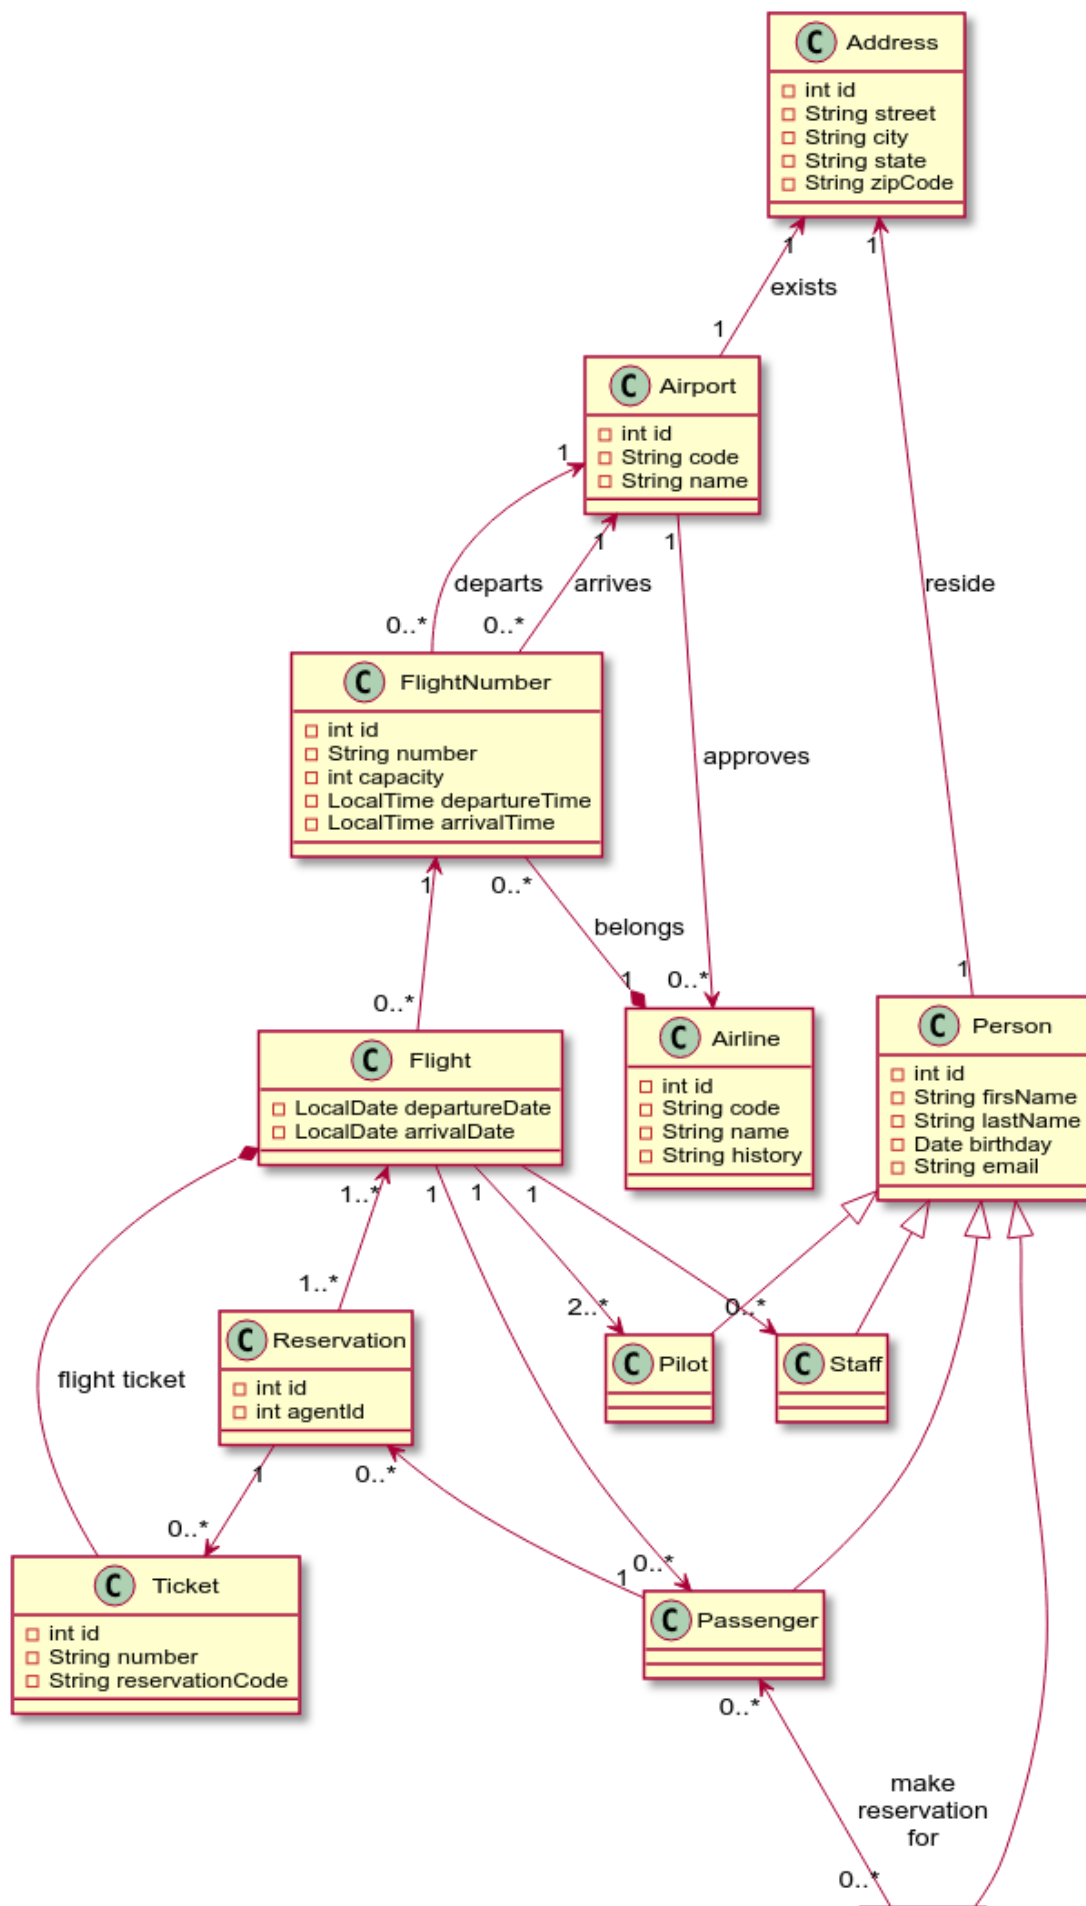 C Address
int id
String street
String city
String state
String zipCode
1
1
exists
1
C Airport
int id
String code
String name
1
1
1
departs
arrives
reside
0..*
0..*
C FlightNumber
int id
String number
int capacity
LocalTime departureTime
LocalTime arrivalTime
approves
1
0..*
belongs
1
0..*
1
0..*
C Flight
LocalDate departureDate
LocalDate arrivalDate
C Airline
int id
String code
String name
String history
C Person
int id
String firsName
String lastName
Date birthday
String email
1..*
1
1
1
1..*
2..*
0..*
C Reservation
int id
int agentId
C Pilot
C Staff
flight ticket
1
0..*
0..*
0..*
1
C Ticket
int id
String number
String reservationCode
C Passenger
0..*
make
reservation
for
0..*